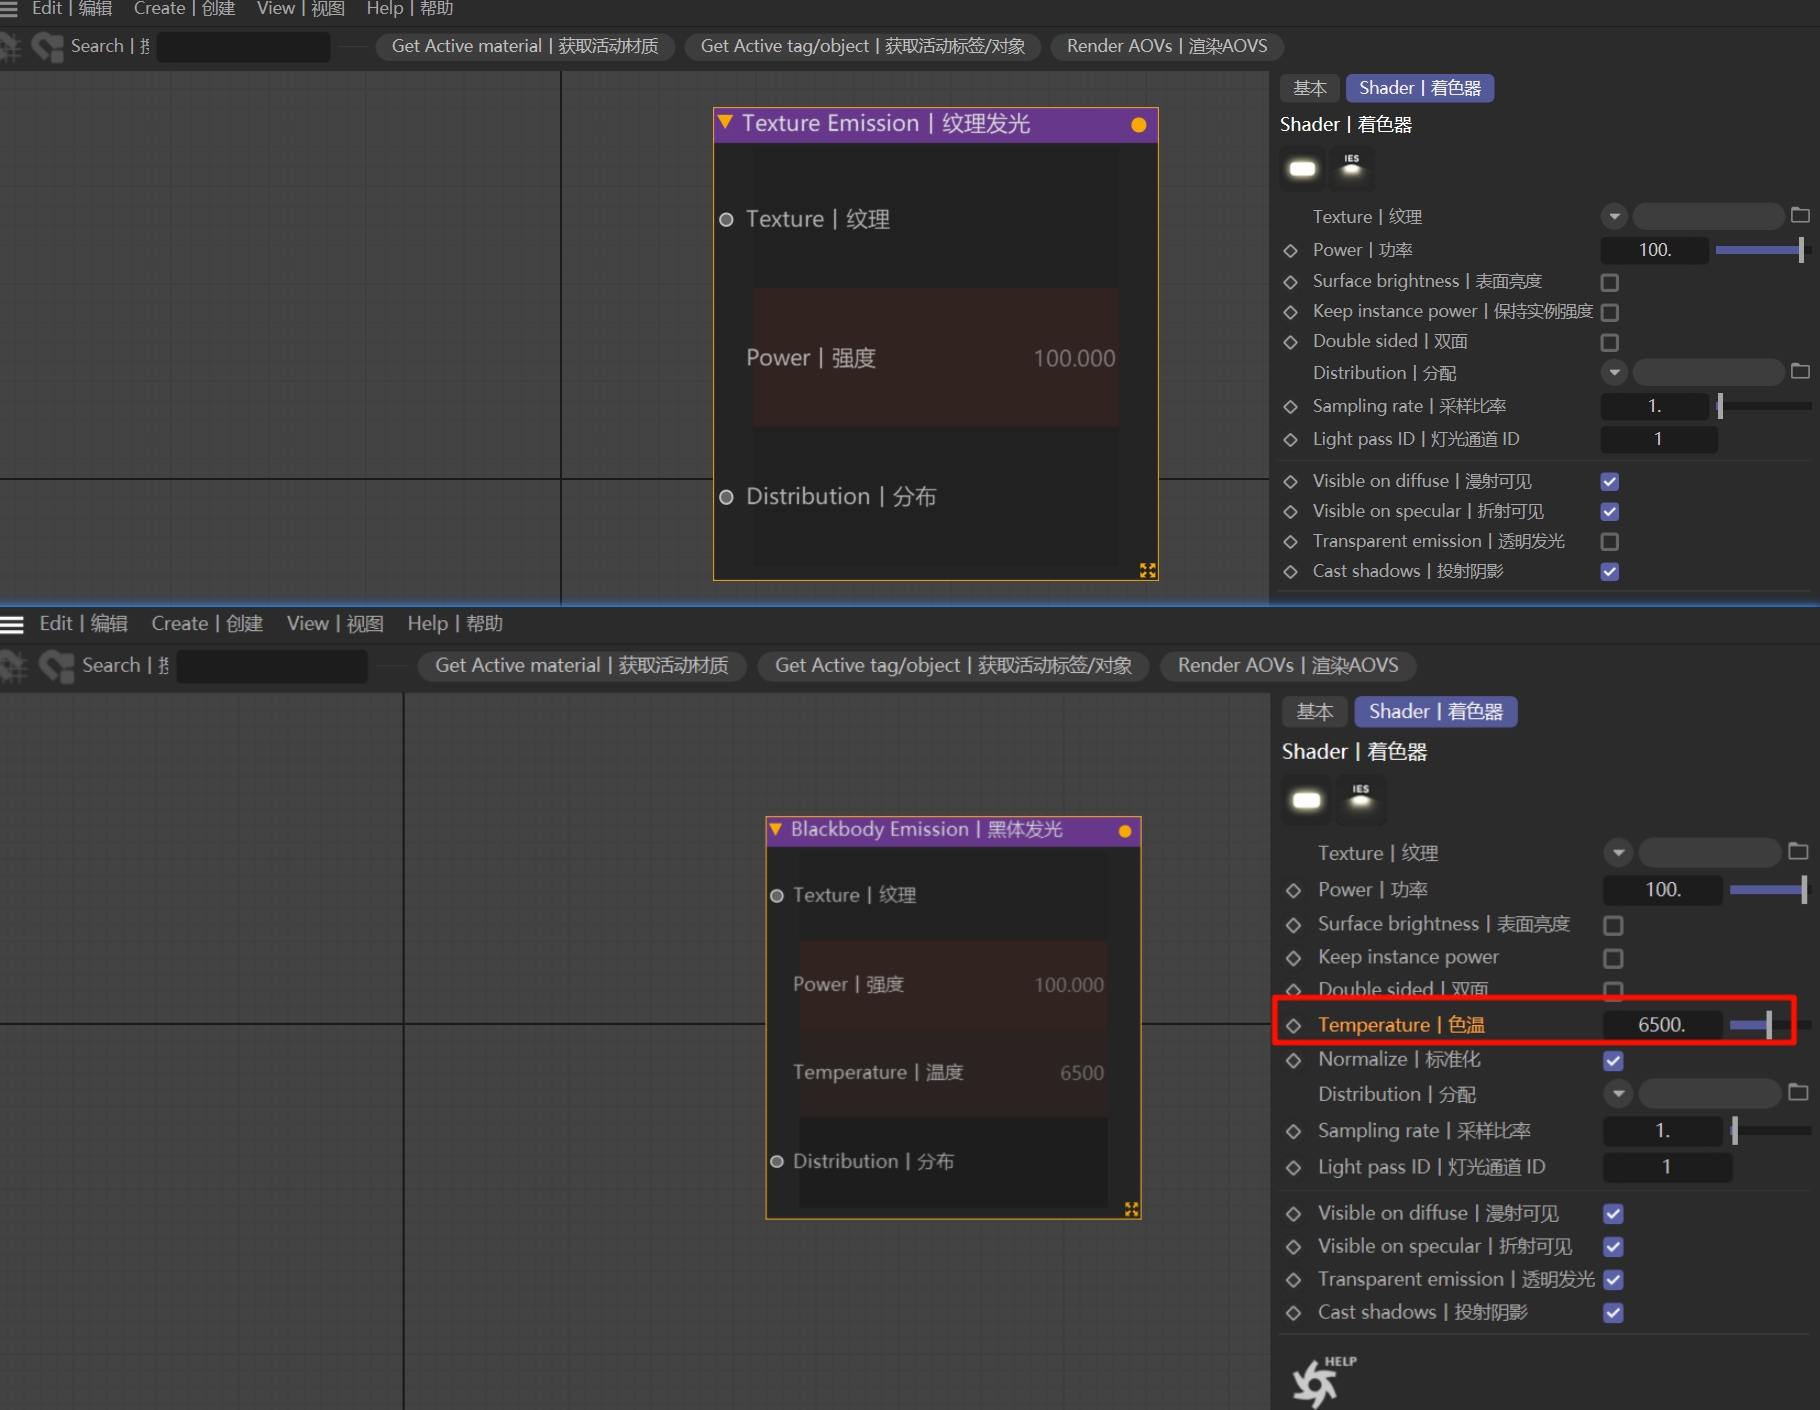 Edit | 编辑 Create | 创建 View | 视图 Help | 帮助
Search | Get Active material | 获取活动材质 Get Active tag/object | 获取活动标签/对象 Render AOVs | 渲染AOVS
Texture Emission | 纹理发光
Texture | 纹理
Power | 强度 100.000
Distribution | 分布
基本 Shader | 着色器
Shader | 着色器
IES
Texture | 纹理
Power | 功率 100.
Surface brightness | 表面亮度
Keep instance power | 保持实例强度
Double sided | 双面
Distribution | 分配
Sampling rate | 采样比率 1.
Light pass ID | 灯光通道 ID 1
Visible on diffuse | 漫射可见
Visible on specular | 折射可见
Transparent emission | 透明发光
Cast shadows | 投射阴影
Edit | 编辑 Create | 创建 View | 视图 Help | 帮助
Search | Get Active material | 获取活动材质 Get Active tag/object | 获取活动标签/对象 Render AOVs | 渲染AOVS
Blackbody Emission | 黑体发光
Texture | 纹理
Power | 强度 100.000
Temperature | 温度 6500
Distribution | 分布
基本 Shader | 着色器
Shader | 着色器
IES
Texture | 纹理
Power | 功率 100.
Surface brightness | 表面亮度
Keep instance power
Double sided | 双面
Temperature | 色温 6500.
Normalize | 标准化
Distribution | 分配
Sampling rate | 采样比率 1.
Light pass ID | 灯光通道 ID 1
Visible on diffuse | 漫射可见
Visible on specular | 折射可见
Transparent emission | 透明发光
Cast shadows | 投射阴影
HELP